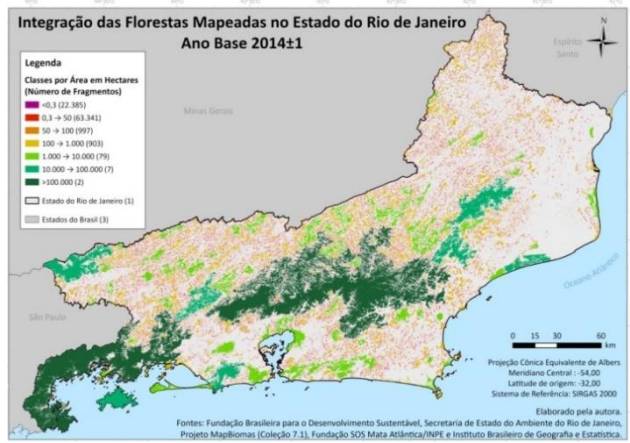 Integração das Florestas Mapeadas no Estado do Rio de Janeiro
Ano Base 2014±1
N
Espírito
Santo
Legenda
Classes por Área em Hectares
(Número de Fragmentos)
<0,3 (22.385)
0,3 → 50 (63.341)
50 → 100 (997)
100 → 1.000 (903)
1.000 → 10.000 (79)
10.000 → 100.000 (7)
>100.000 (2)
Estado do Rio de Janeiro (1)
Estados do Brasil (3)
Minas Gerais
São Paulo
Oceano Atlântico
0 15 30 60
km
Projeção Cônica Equivalente de Albers
Meridiano Central : -54,00
Latitude de origem: -32,00
Sistema de Referência: SIRGAS 2000
Elaborado pela autora.
Fontes: Fundação Brasileira para o Desenvolvimento Sustentável, Secretaria de Estado do Ambiente do Rio de Janeiro,
Projeto MapBiomas (Coleção 7.1), Fundação SOS Mata Atlântica/INPE e Instituto Brasileiro de Geografia e Estatística.